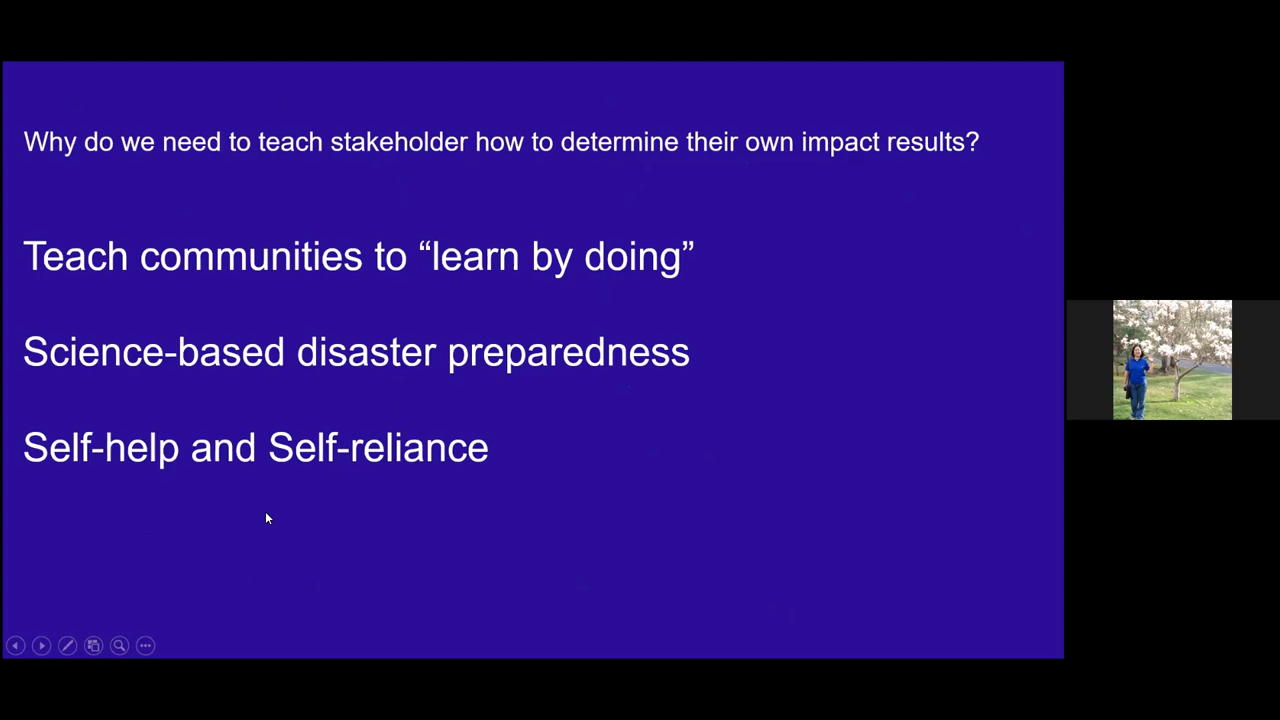 Why do we need to teach stakeholder how to determine their own impact results?
Teach communities to “learn by doing”
Science-based disaster preparedness
Self-help and Self-reliance